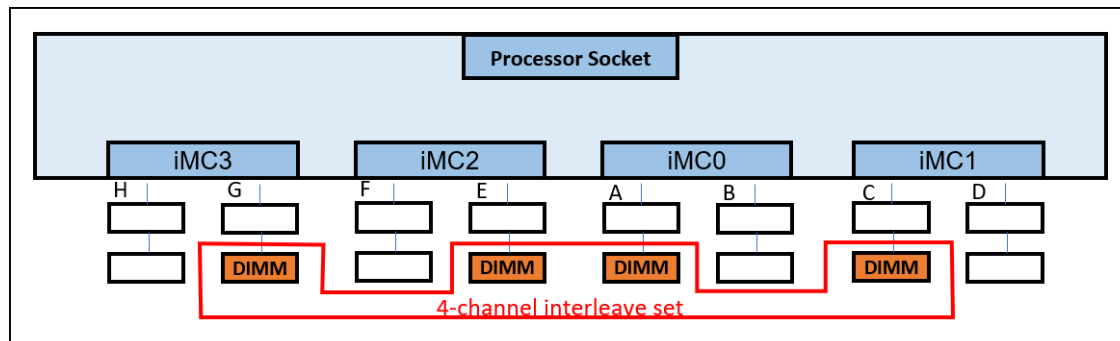 Processor Socket
iMC3 iMC2 iMC0 iMC1
H G F E A B C D
DIMM DIMM DIMM DIMM
4-channel interleave set